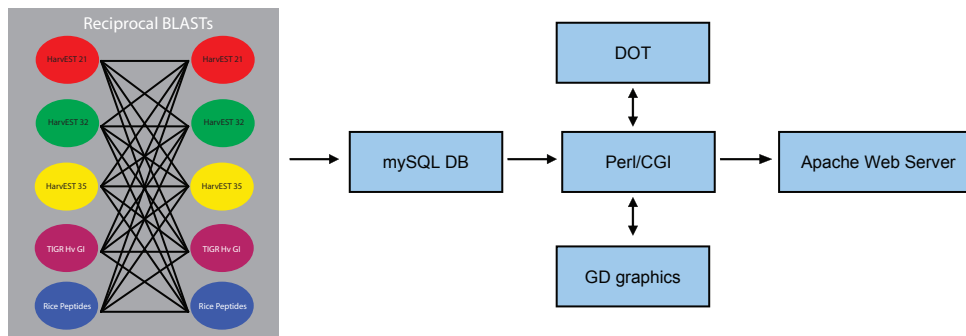 Reciprocal BLASTs
HarvEST 21
HarvEST 21
HarvEST 32
HarvEST 32
HarvEST 35
HarvEST 35
TIGR Hv GI
TIGR Hv GI
Rice Peptides
Rice Peptides
mySQL DB
DOT
Perl/CGI
GD graphics
Apache Web Server